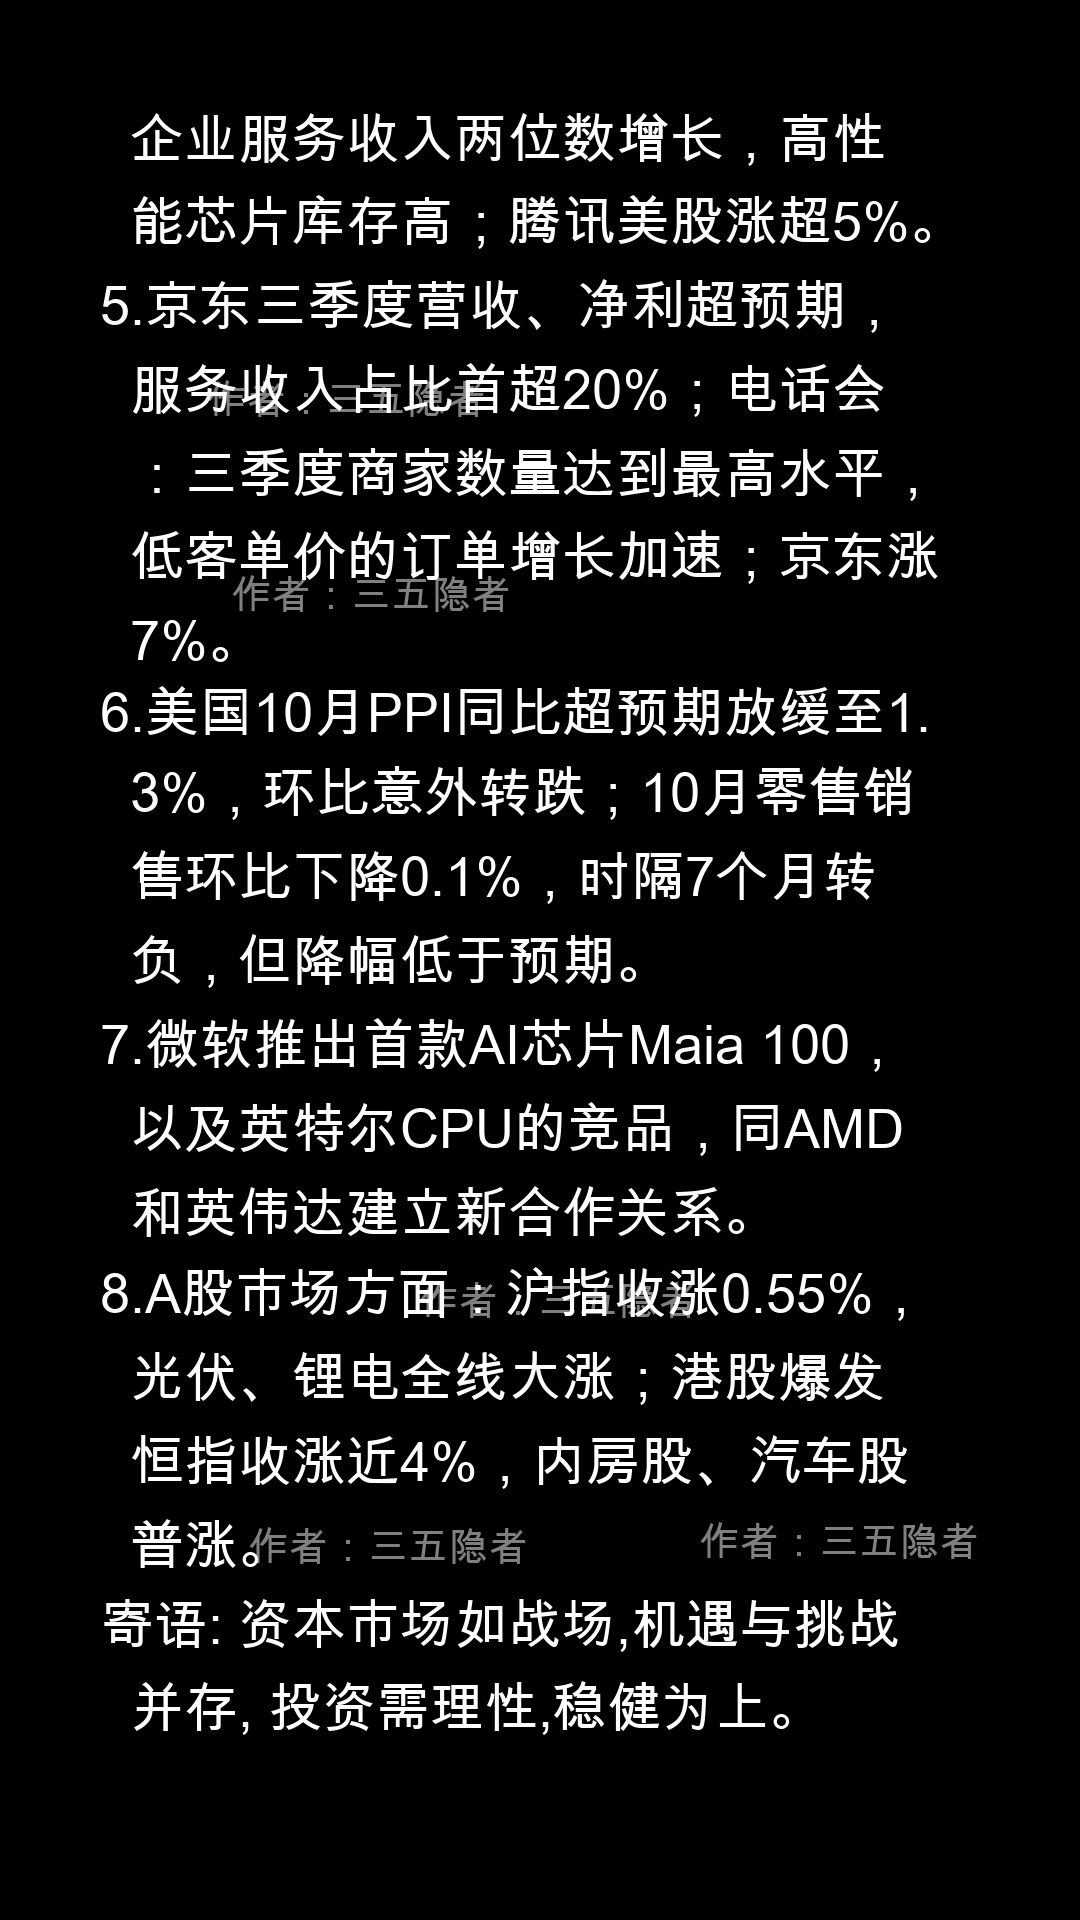 企业服务收入两位数增长，高性
能芯片库存高；腾讯美股涨超5%。
5.京东三季度营收、净利超预期，
服务收入占比首超20%；电话会
作者：三五隐者
：三季度商家数量达到最高水平，
低客单价的订单增长加速；京东涨
作者：三五隐者
7%。
6.美国10月PPI同比超预期放缓至1.
3%，环比意外转跌；10月零售销
售环比下降0.1%，时隔7个月转
负，但降幅低于预期。
7.微软推出首款AI芯片Maia 100，
以及英特尔CPU的竞品，同AMD
和英伟达建立新合作关系。
8.A股市场方面：沪指收涨0.55%，
作者：三五隐者
光伏、锂电全线大涨；港股爆发
恒指收涨近4%，内房股、汽车股
普涨。
作者：三五隐者
作者：三五隐者
寄语: 资本市场如战场,机遇与挑战
并存, 投资需理性,稳健为上。